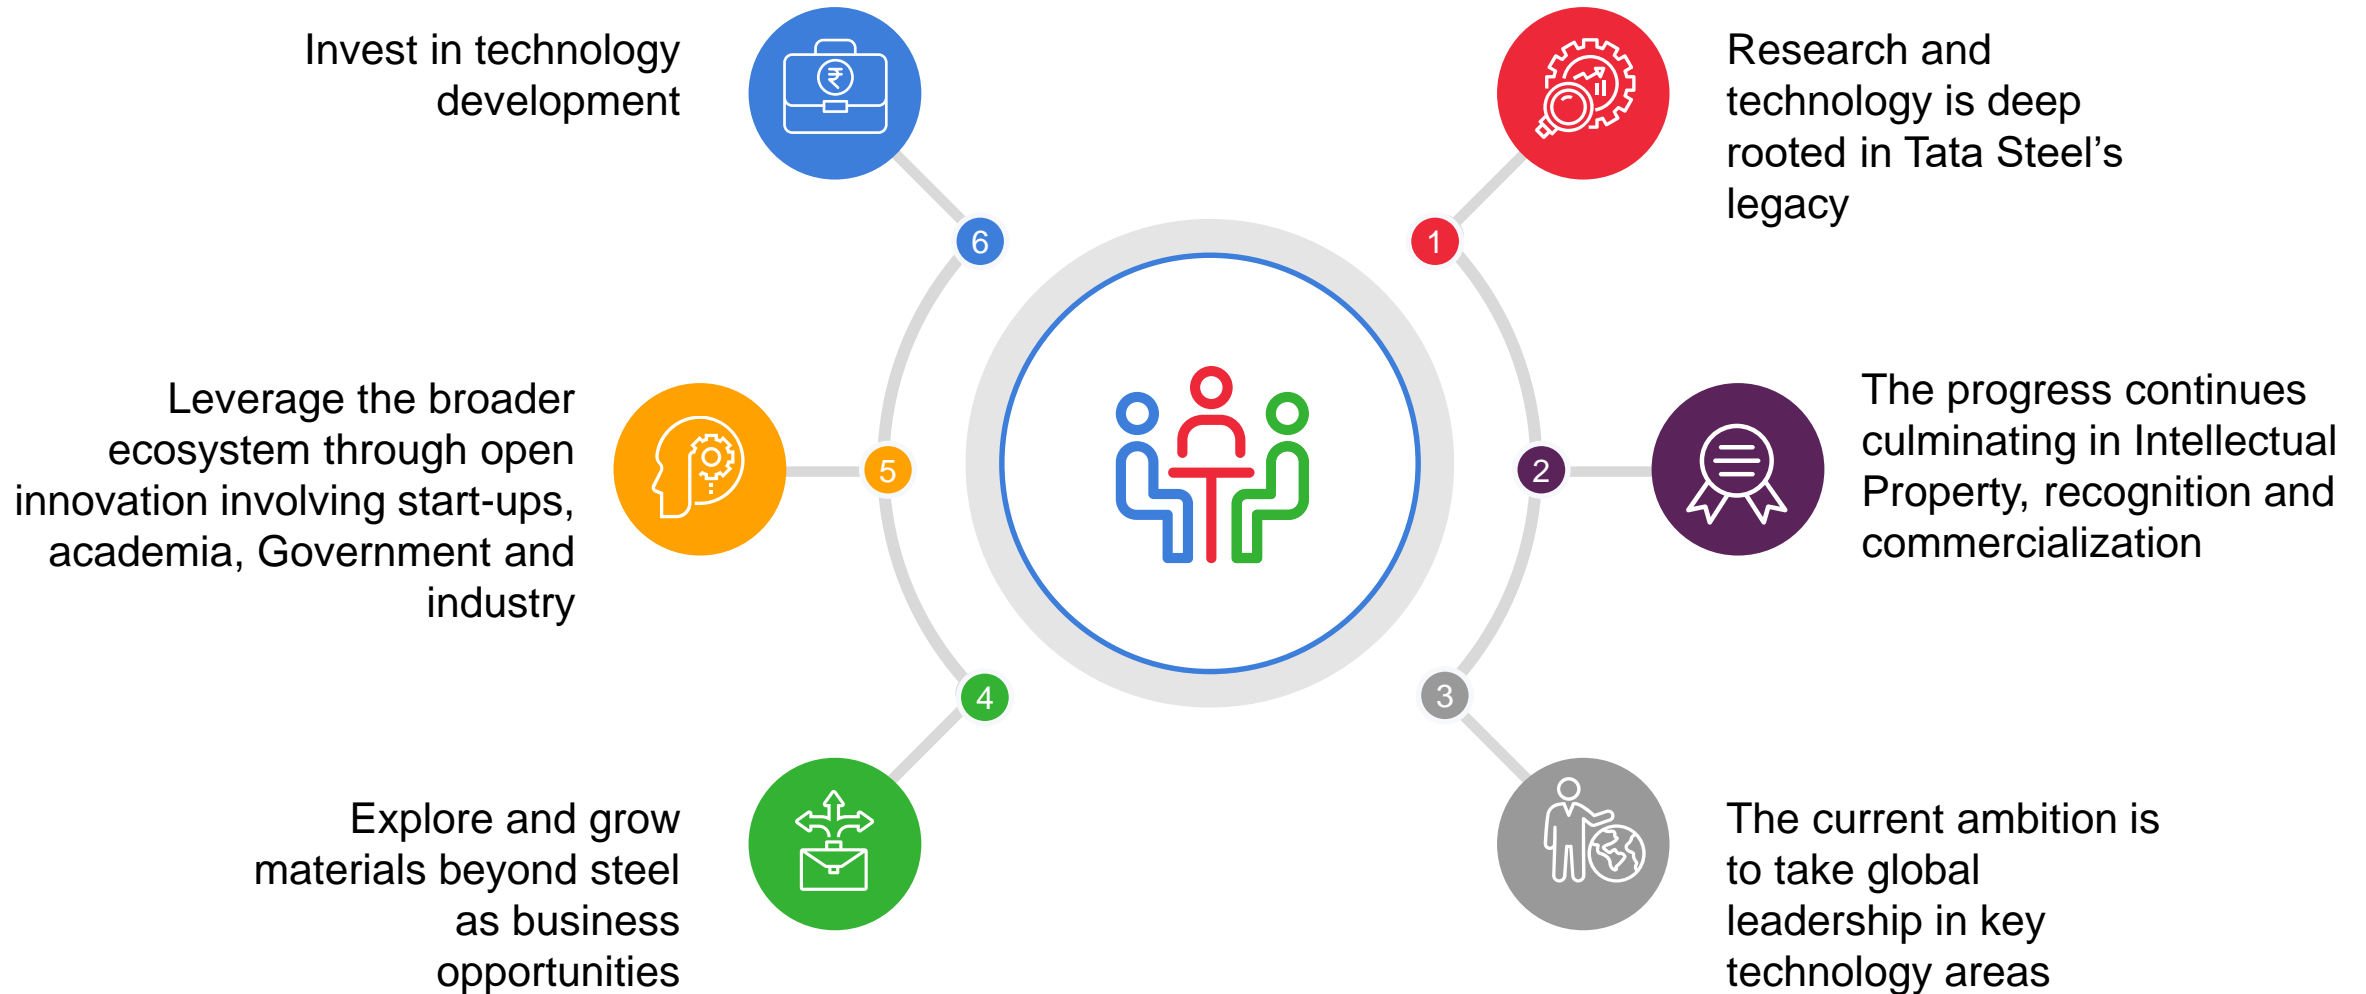 1
Research and
technology is deep
rooted in Tata Steel’s
legacy
2
The progress continues
culminating in Intellectual
Property, recognition and
commercialization
3
The current ambition is
to take global
leadership in key
technology areas
4
Explore and grow
materials beyond steel
as business
opportunities
5
Leverage the broader
ecosystem through open
innovation involving start-ups,
academia, Government and
industry
6
Invest in technology
development
₹